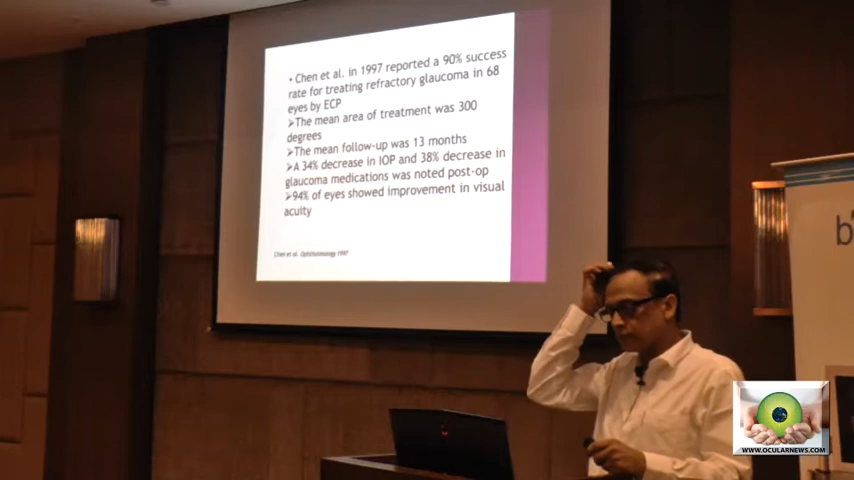 • Chen et al. in 1997 reported a 90% success
rate for treating refractory glaucoma in 68
eyes by ECP
➢The mean area of treatment was 300
degrees
➢The mean follow-up was 13 months
➢A 34% decrease in IOP and 38% decrease in
glaucoma medications was noted post-op
➢94% of eyes showed improvement in visual
acuity
Chen et al. Ophthalmology 1997
b
WWW.OCULARNEWS.COM